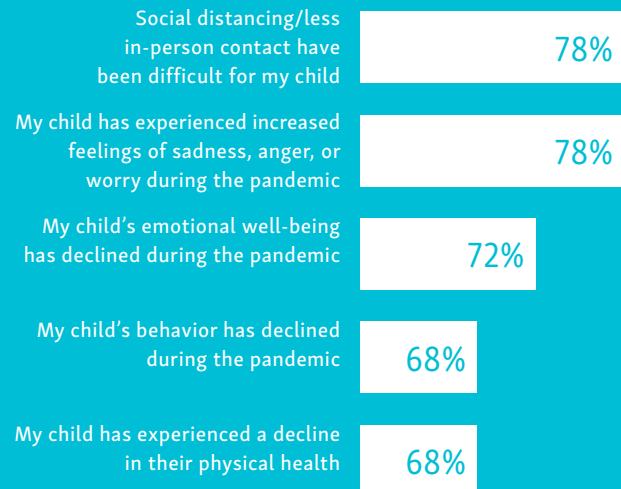 Social distancing/less
in-person contact have
been difficult for my child
78%
My child has experienced increased
feelings of sadness, anger, or
worry during the pandemic
78%
My child’s emotional well-being
has declined during the pandemic
72%
My child’s behavior has declined
during the pandemic
68%
My child has experienced a decline
in their physical health
68%